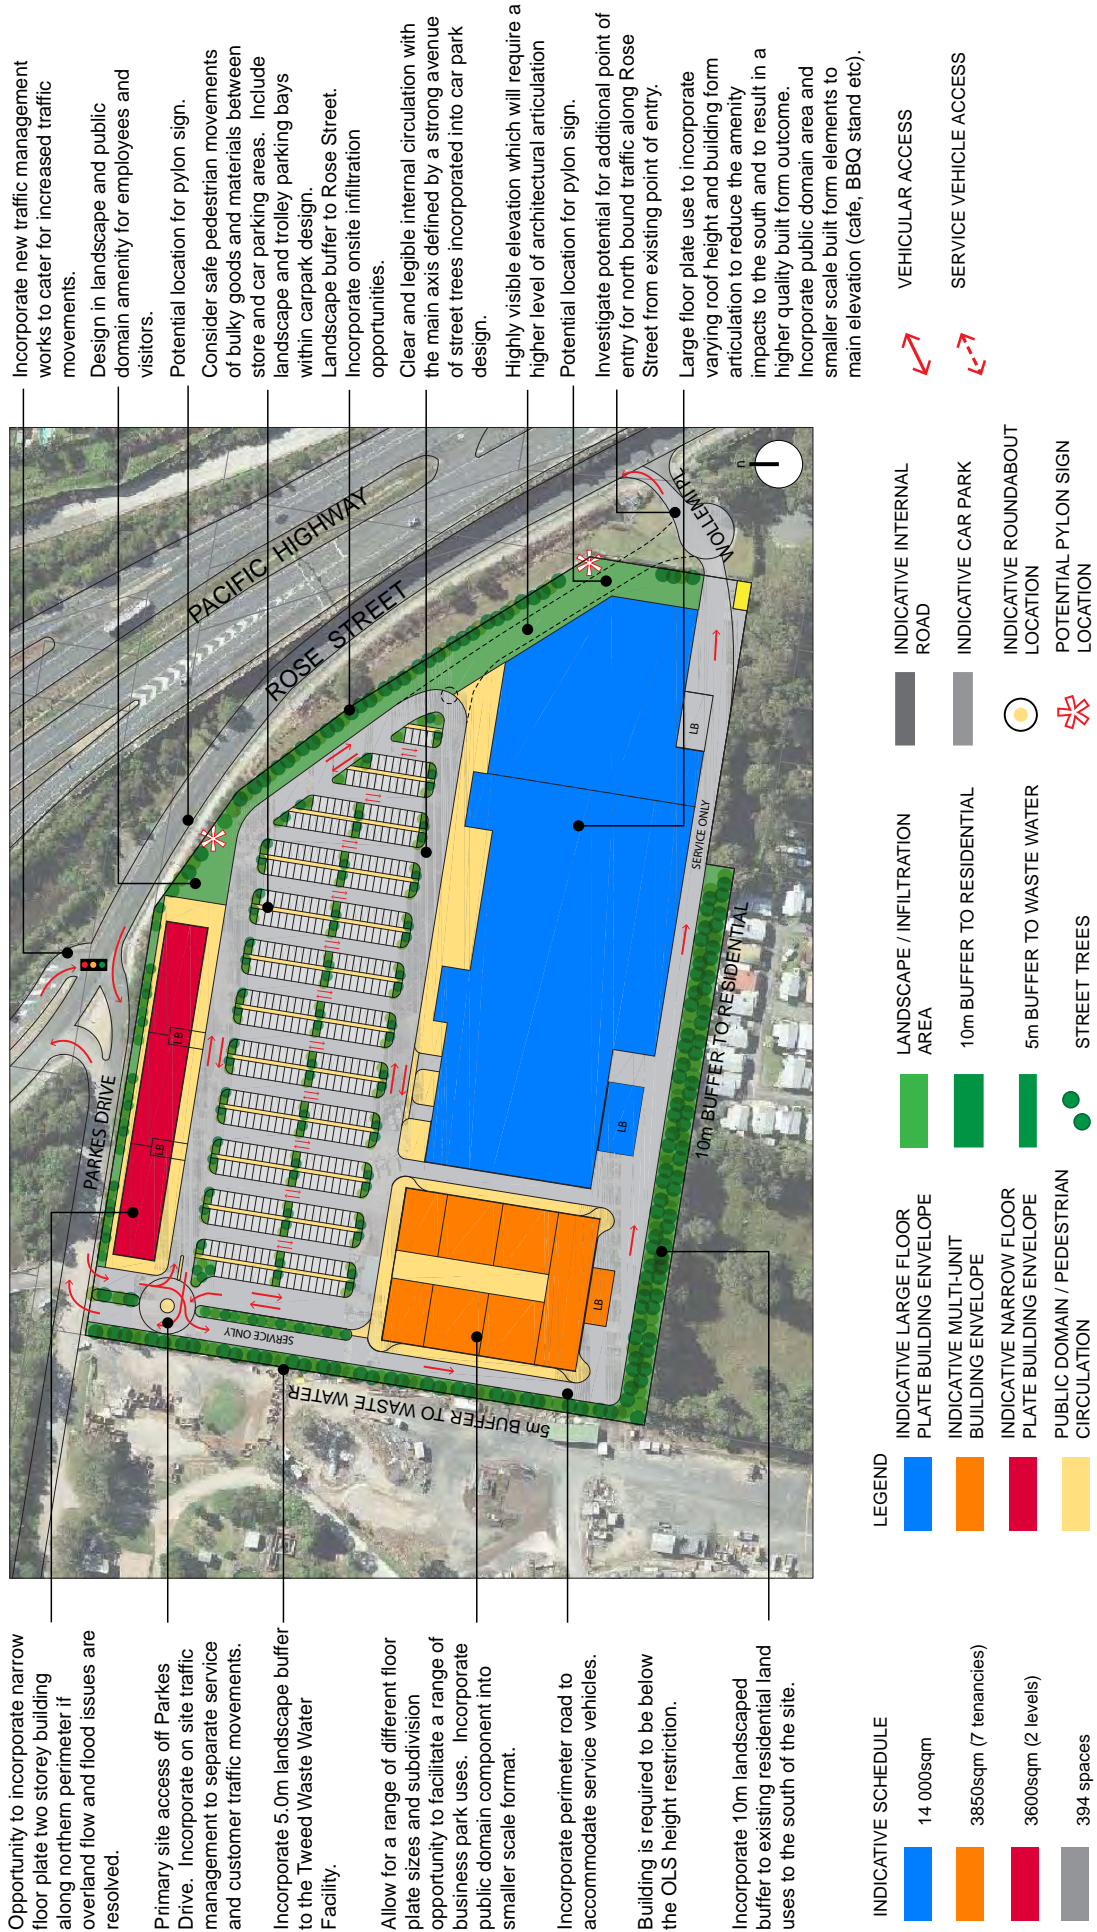 Opportunity to incorporate narrow
floor plate two storey building
along northern perimeter if
overland flow and flood issues are
resolved.
Primary site access off Parkes
Drive. Incorporate on site traffic
management to separate service
and customer traffic movements.
Incorporate 5.0m landscape buffer
to the Tweed Waste Water
Facility.
Allow for a range of different floor
plate sizes and subdivision
opportunity to facilitate a range of
business park uses. Incorporate
public domain component into
smaller scale format.
Incorporate perimeter road to
accommodate service vehicles.
Building is required to be below
the OLS height restriction.
Incorporate 10m landscaped
buffer to existing residential land
uses to the south of the site.
PARKES DRIVE
PACIFIC HIGHWAY
ROSE STREET
WOLLEMI PL
n
LB
LB
LB
LB
LB
SERVICE ONLY
SERVICE ONLY
5m BUFFER TO WASTE WATER
10m BUFFER TO RESIDENTIAL
Incorporate new traffic management
works to cater for increased traffic
movements.
Design in landscape and public
domain amenity for employees and
visitors.
Potential location for pylon sign.
Consider safe pedestrian movements
of bulky goods and materials between
store and car parking areas. Include
landscape and trolley parking bays
within carpark design.
Landscape buffer to Rose Street.
Incorporate onsite infiltration
opportunities.
Clear and legible internal circulation with
the main axis defined by a strong avenue
of street trees incorporated into car park
design.
Highly visible elevation which will require a
higher level of architectural articulation
Potential location for pylon sign.
Investigate potential for additional point of
entry for north bound traffic along Rose
Street from existing point of entry.
Large floor plate use to incorporate
varying roof height and building form
articulation to reduce the amenity
impacts to the south and to result in a
higher quality built form outcome.
Incorporate public domain area and
smaller scale built form elements to
main elevation (cafe, BBQ stand etc).
INDICATIVE SCHEDULE
14 000sqm
3850sqm (7 tenancies)
3600sqm (2 levels)
394 spaces
LEGEND
INDICATIVE LARGE FLOOR
PLATE BUILDING ENVELOPE
INDICATIVE MULTI-UNIT
BUILDING ENVELOPE
INDICATIVE NARROW FLOOR
PLATE BUILDING ENVELOPE
PUBLIC DOMAIN / PEDESTRIAN
CIRCULATION
LANDSCAPE / INFILTRATION
AREA
10m BUFFER TO RESIDENTIAL
5m BUFFER TO WASTE WATER
STREET TREES
INDICATIVE INTERNAL
ROAD
INDICATIVE CAR PARK
INDICATIVE ROUNDABOUT
LOCATION
POTENTIAL PYLON SIGN
LOCATION
VEHICULAR ACCESS
SERVICE VEHICLE ACCESS